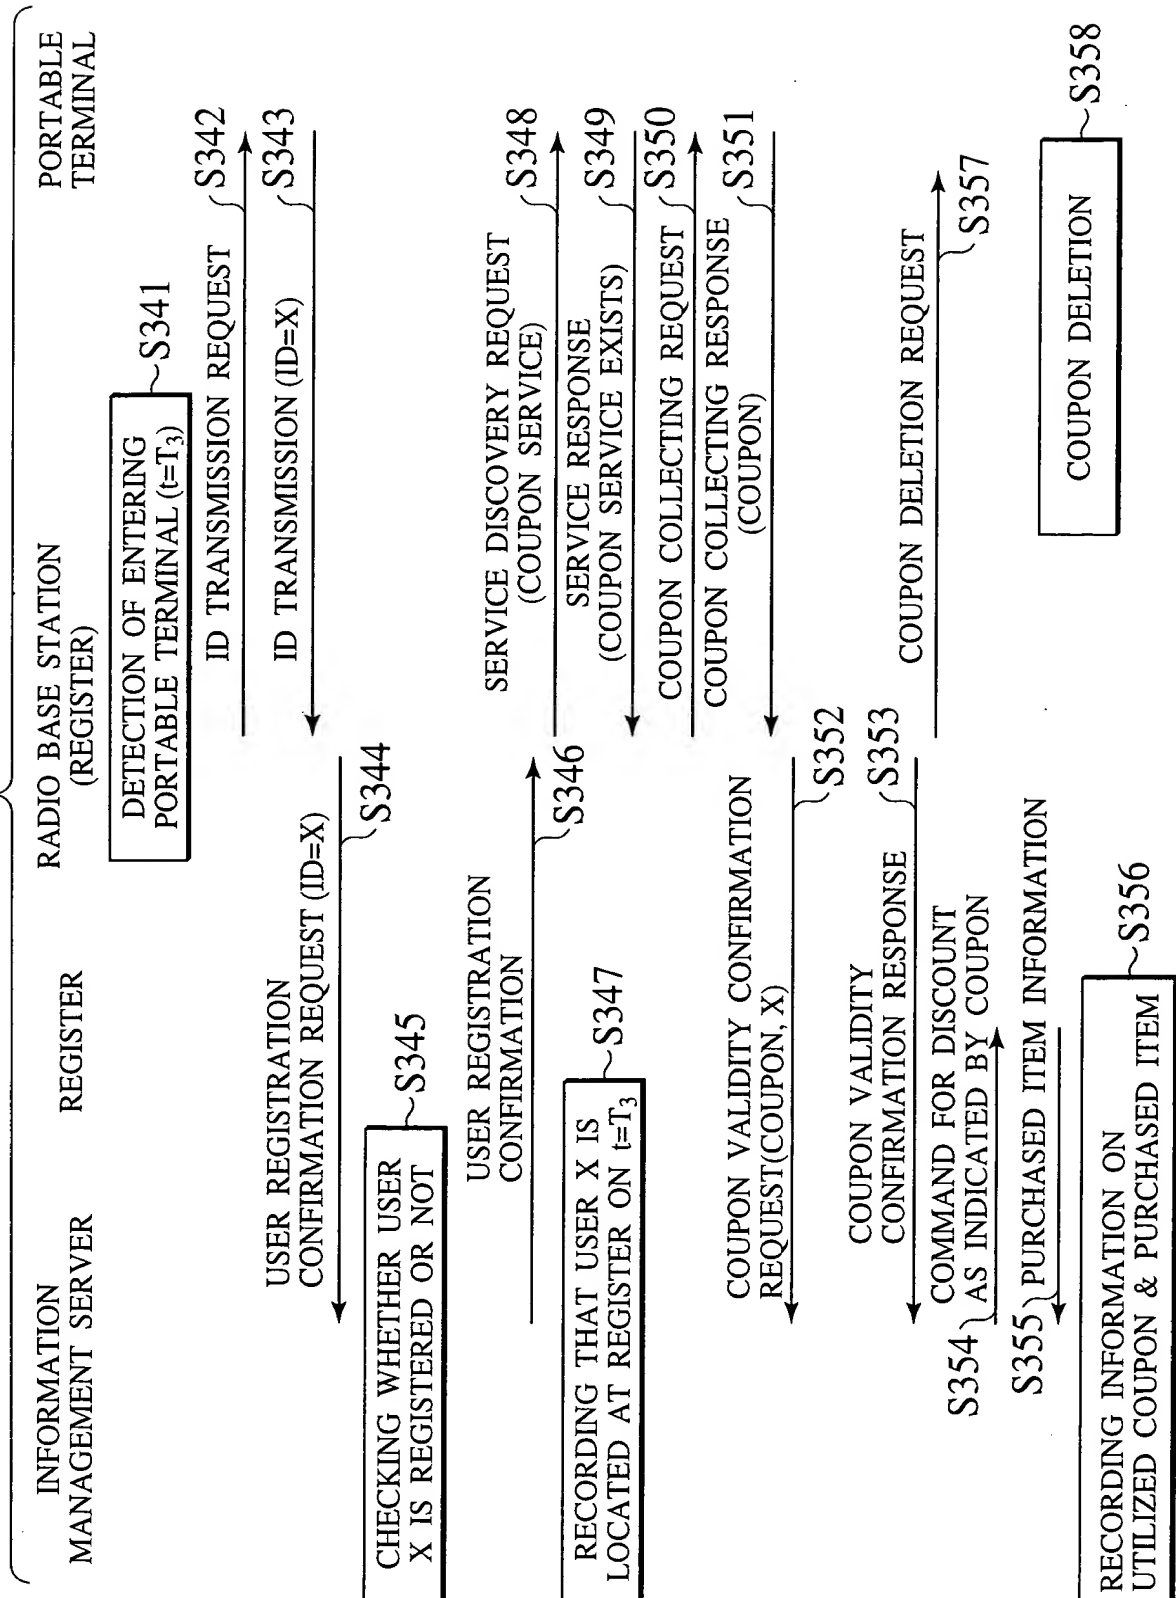 INFORMATION
MANAGEMENT SERVER
REGISTER
RADIO BASE STATION
(REGISTER)
PORTABLE
TERMINAL
DETECTION OF ENTERING
PORTABLE TERMINAL (t=T3)
S341
ID TRANSMISSION REQUEST
S342
ID TRANSMISSION (ID=X)
S343
USER REGISTRATION
CONFIRMATION REQUEST (ID=X)
S344
CHECKING WHETHER USER
X IS REGISTERED OR NOT
S345
USER REGISTRATION
CONFIRMATION
S346
RECORDING THAT USER X IS
LOCATED AT REGISTER ON t=T3
S347
SERVICE DISCOVERY REQUEST
(COUPON SERVICE)
S348
SERVICE RESPONSE
(COUPON SERVICE EXISTS)
S349
COUPON COLLECTING REQUEST
S350
COUPON COLLECTING RESPONSE
(COUPON)
S351
COUPON VALIDITY CONFIRMATION
REQUEST(COUPON, X)
S352
COUPON VALIDITY
CONFIRMATION RESPONSE
S353
COMMAND FOR DISCOUNT
AS INDICATED BY COUPON
S354
PURCHASED ITEM INFORMATION
S355
RECORDING INFORMATION ON
UTILIZED COUPON & PURCHASED ITEM
S356
COUPON DELETION REQUEST
S357
COUPON DELETION
S358